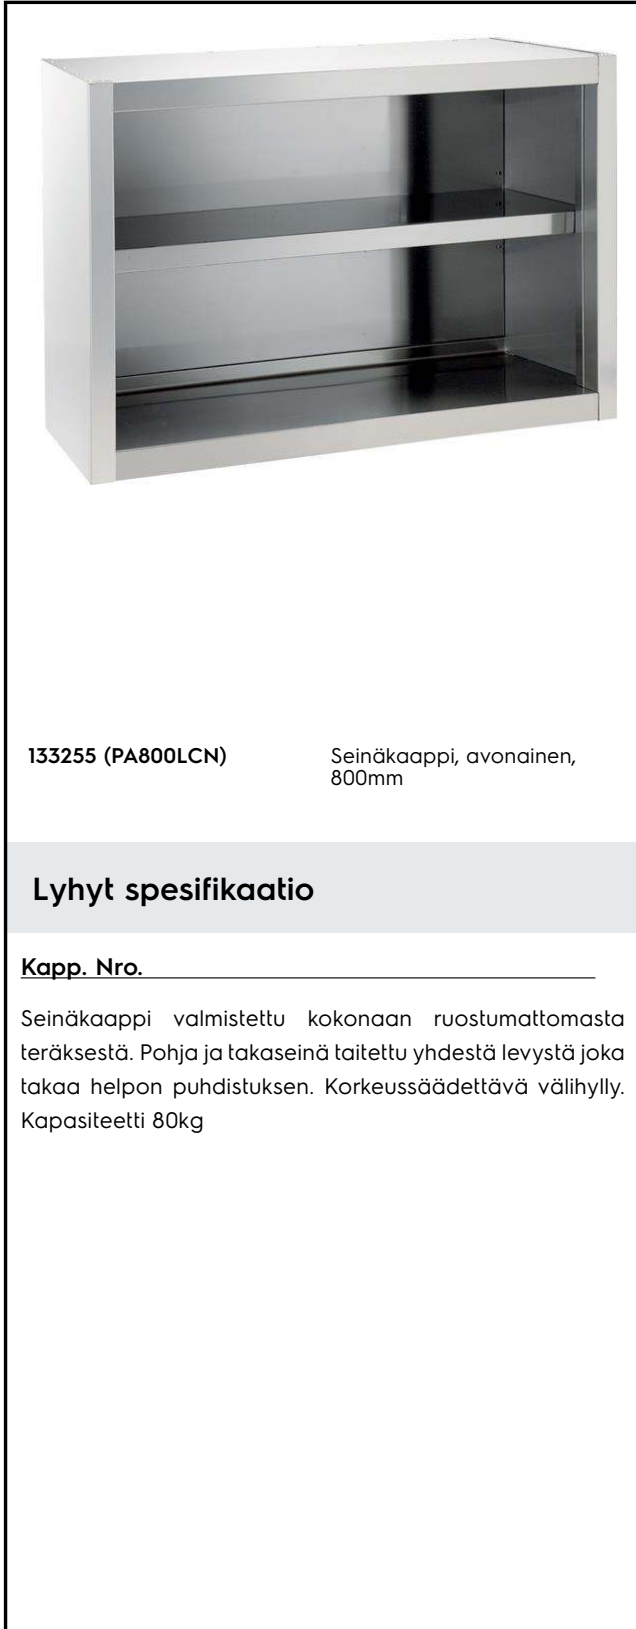 133255 (PA800LCN)
Seinäkaappi, avonainen,
800mm
Lyhyt spesifikaatio
Kapp. Nro.
Seinäkaappi valmistettu kokonaan ruostumattomasta
teräksestä. Pohja ja takaseinä taitettu yhdestä levystä joka
takaa helpon puhdistuksen. Korkeussäädettävä välihylly.
Kapasiteetti 80kg